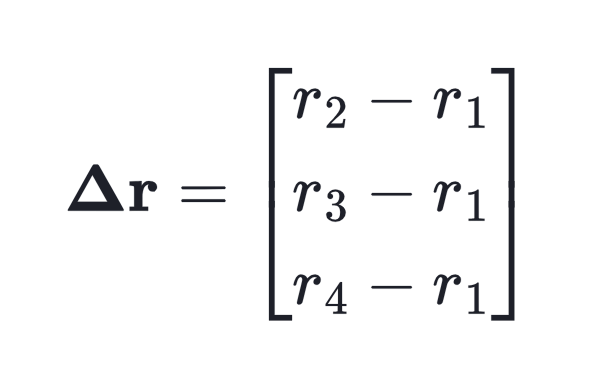 𝚫𝐫 = [
r₂ − r₁
r₃ − r₁
r₄ − r₁
]